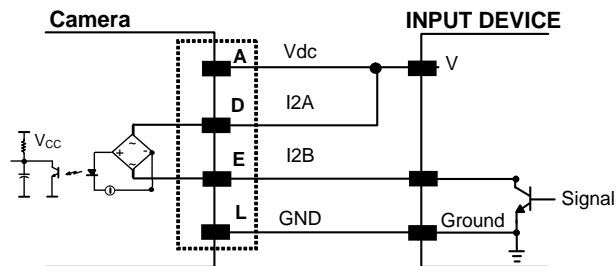 Camera
INPUT DEVICE
A
Vdc
V
D
I2A
VCC
+
~
-
~
E
I2B
Signal
L
GND
Ground